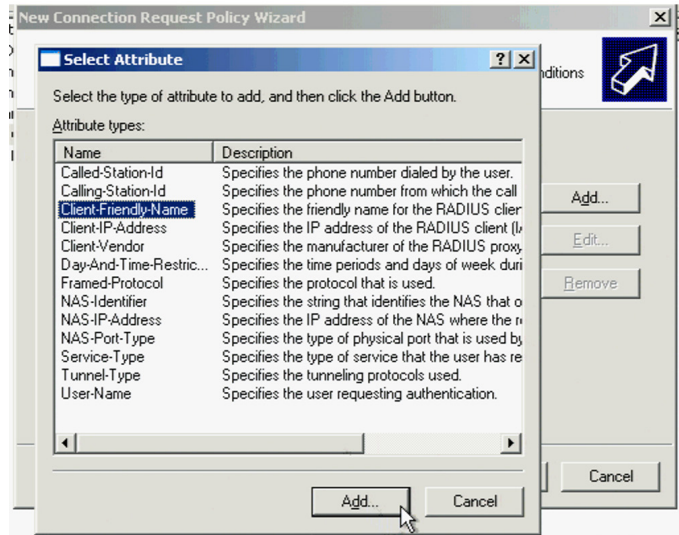 New Connection Request Policy Wizard
Select Attribute
nditions
Select the type of attribute to add, and then click the Add button.
Attribute types:
Name Description
Called-Station-Id Specifies the phone number dialed by the user.
Calling-Station-Id Specifies the phone number from which the call
Client-Friendly-Name Specifies the friendly name for the RADIUS clien
Client-IP-Address Specifies the IP address of the RADIUS client (I
Client-Vendor Specifies the manufacturer of the RADIUS proxy
Day-And-Time-Restric... Specifies the time periods and days of week duri
Framed-Protocol Specifies the protocol that is used.
NAS-Identifier Specifies the string that identifies the NAS that o
NAS-IP-Address Specifies the IP address of the NAS where the r
NAS-Port-Type Specifies the type of physical port that is used by
Service-Type Specifies the type of service that the user has re
Tunnel-Type Specifies the tunneling protocols used.
User-Name Specifies the user requesting authentication.
Add...
Edit...
Remove
Add...
Cancel
Cancel